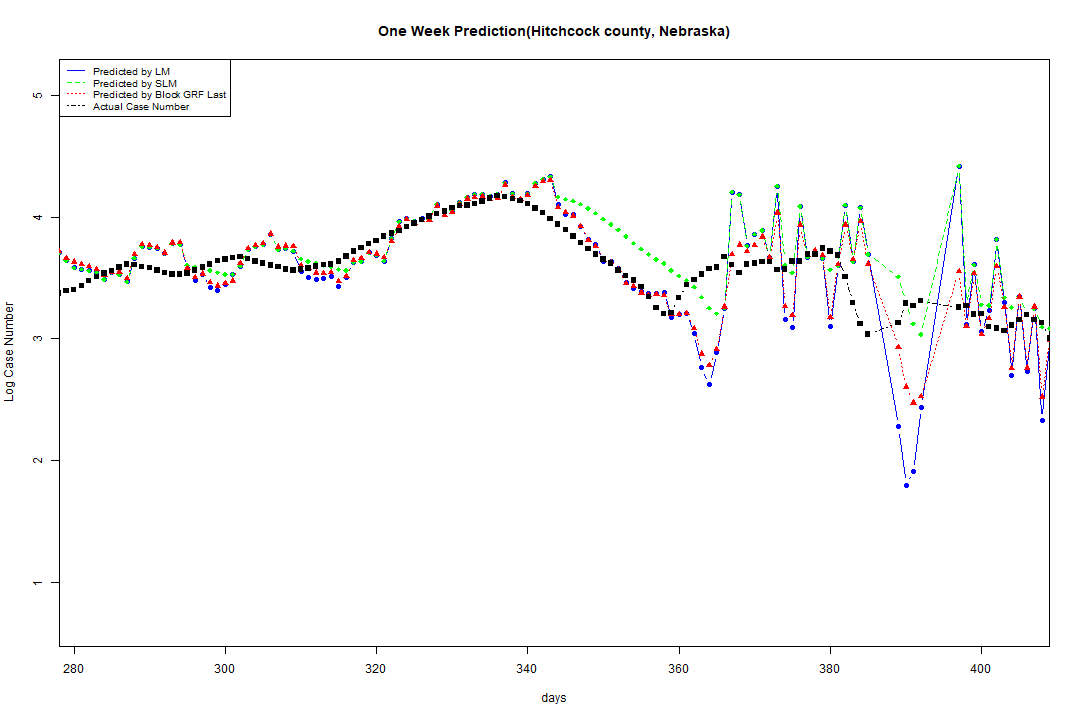 One Week Prediction(Hitchcock county, Nebraska)
Predicted by LM
Predicted by SLM
Predicted by Block GRF Last
Actual Case Number
5
4
3
2
1
Log Case Number
280 300 320 340 360 380 400
days